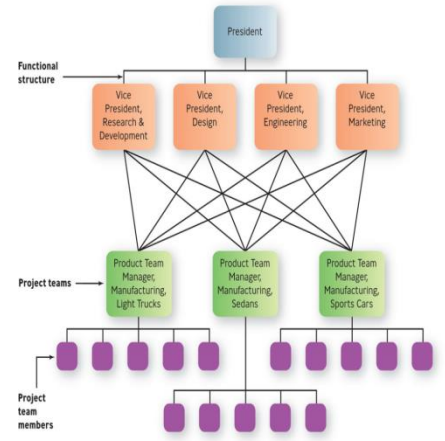 President
Functional
structure
Vice
President,
Research &
Development
Vice
President,
Design
Vice
President,
Engineering
Vice
President,
Marketing
Project teams
Product Team
Manager,
Manufacturing,
Light Trucks
Product Team
Manager,
Manufacturing,
Sedans
Product Team
Manager,
Manufacturing,
Sports Cars
Project
team
members